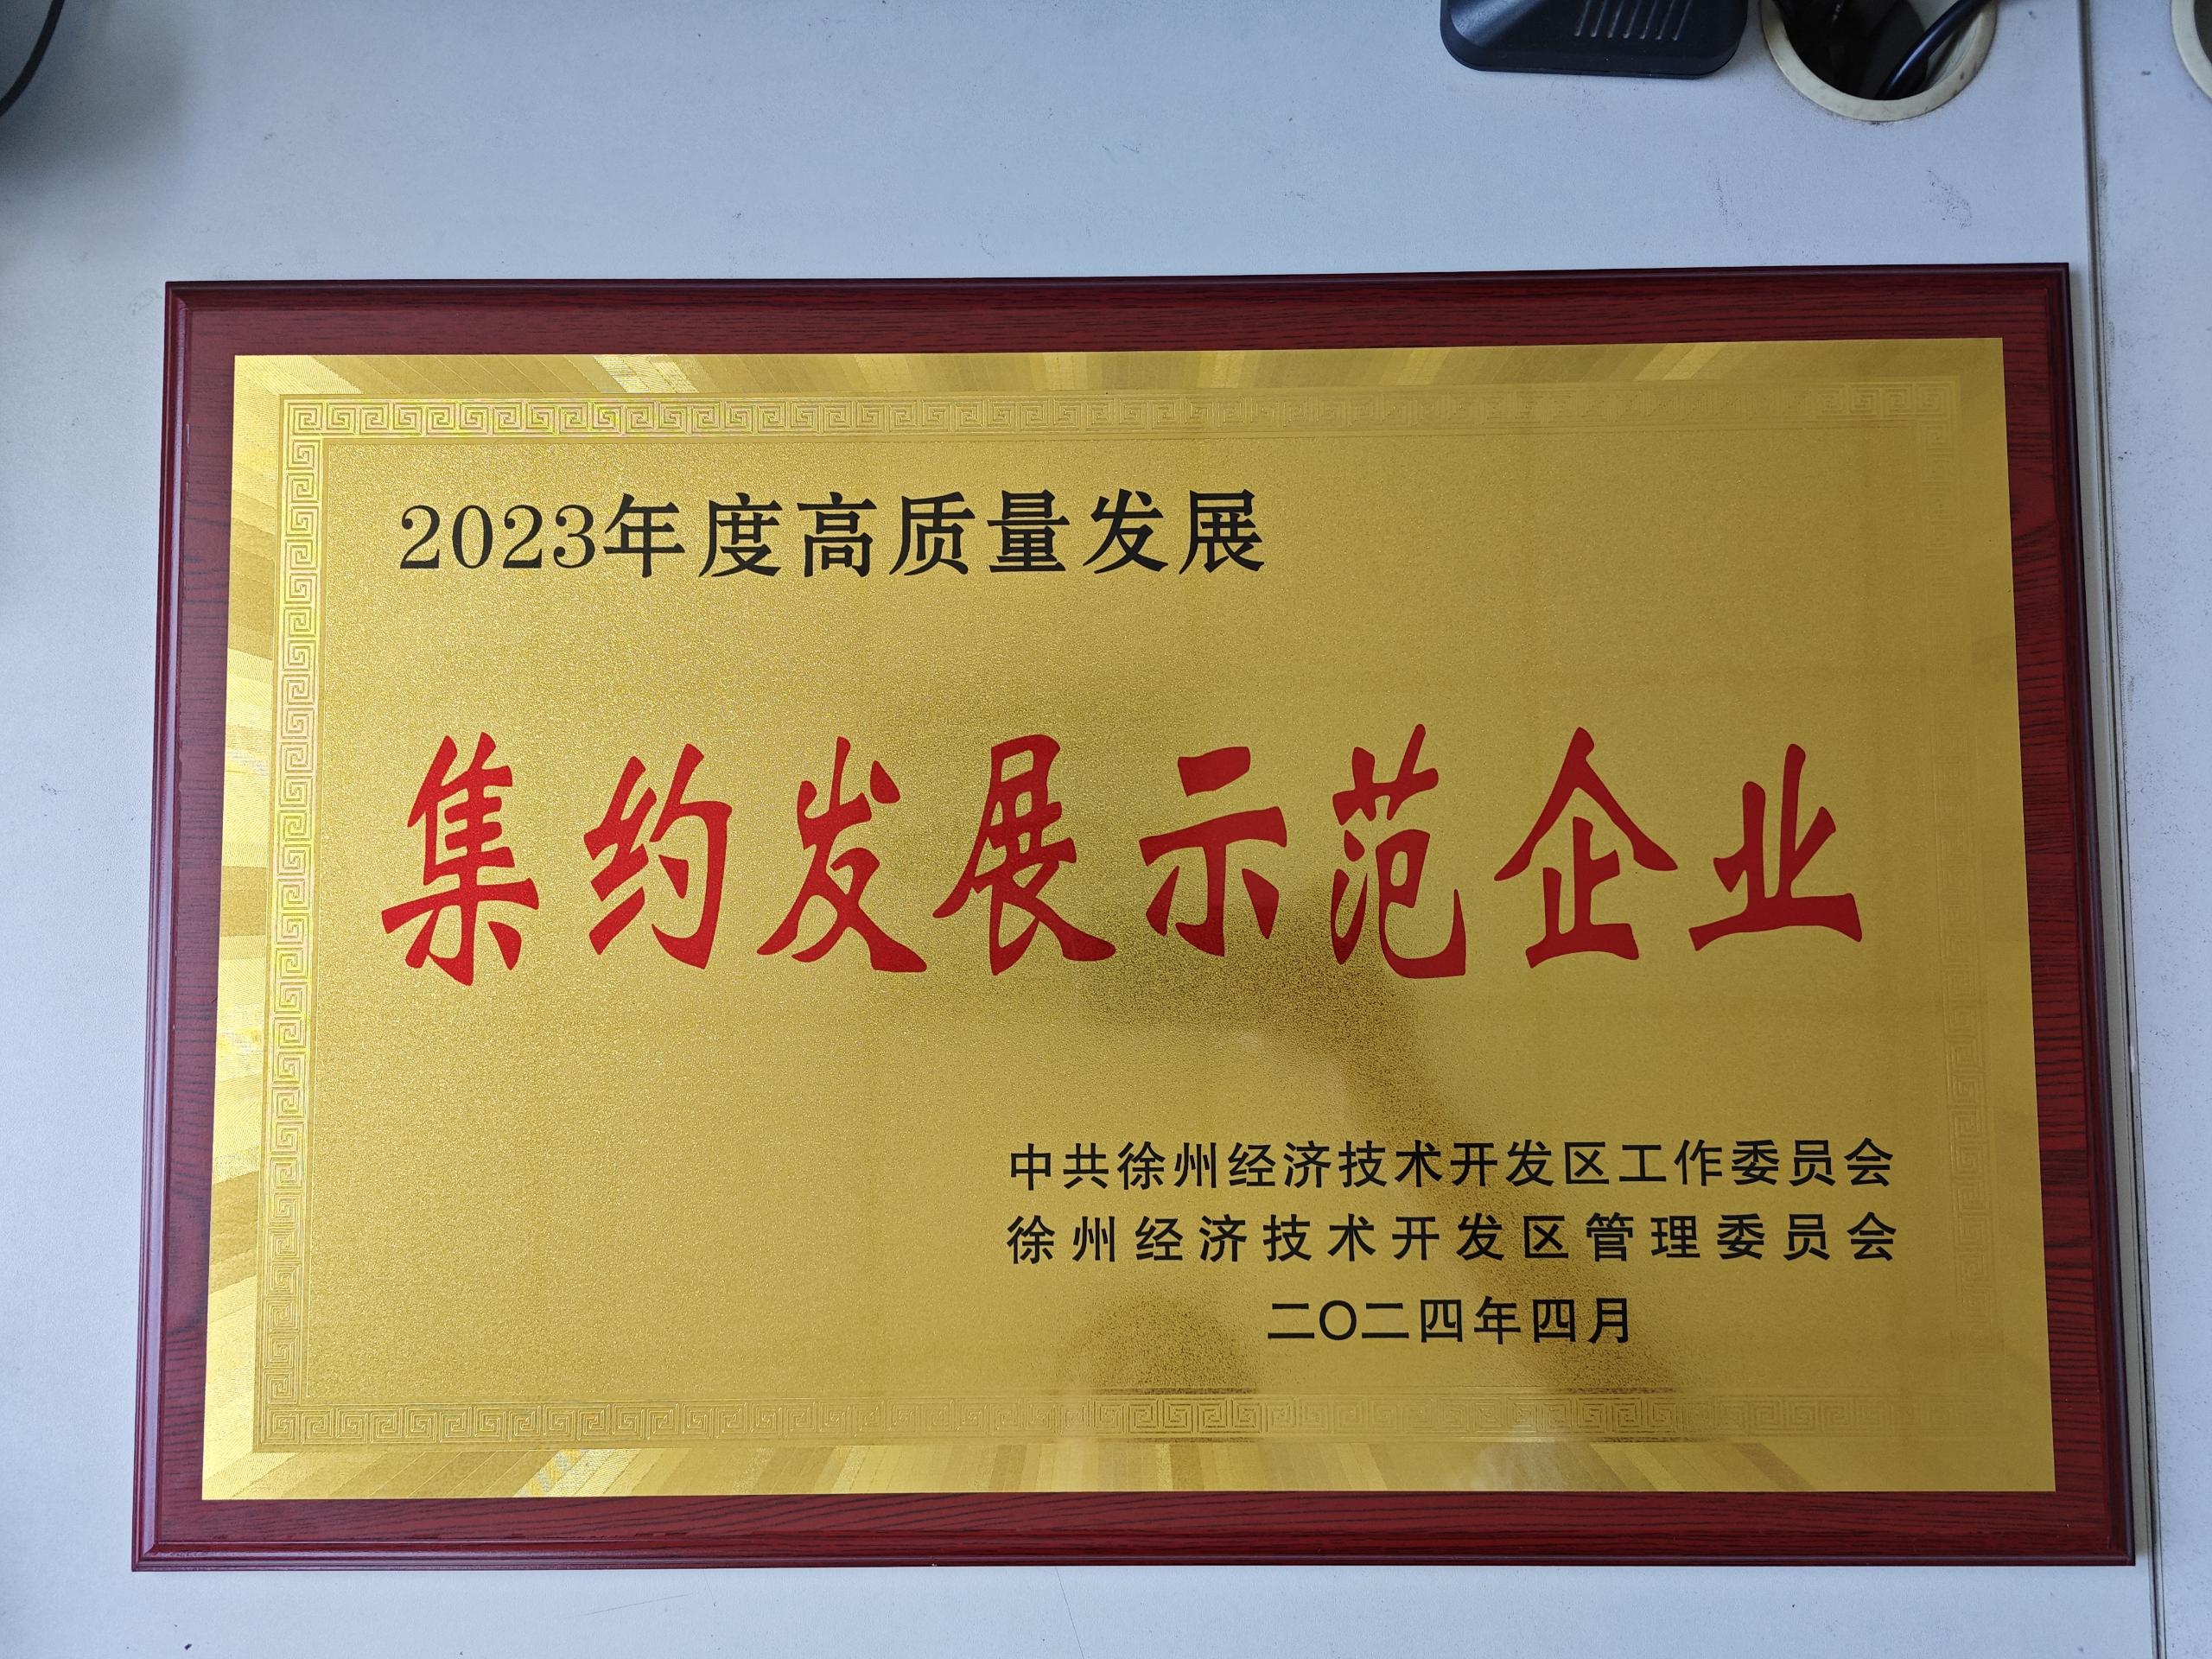 2023年度高质量发展
集约发展示范企业
中共徐州经济技术开发区工作委员会
徐州经济技术开发区管理委员会
二〇二四年四月